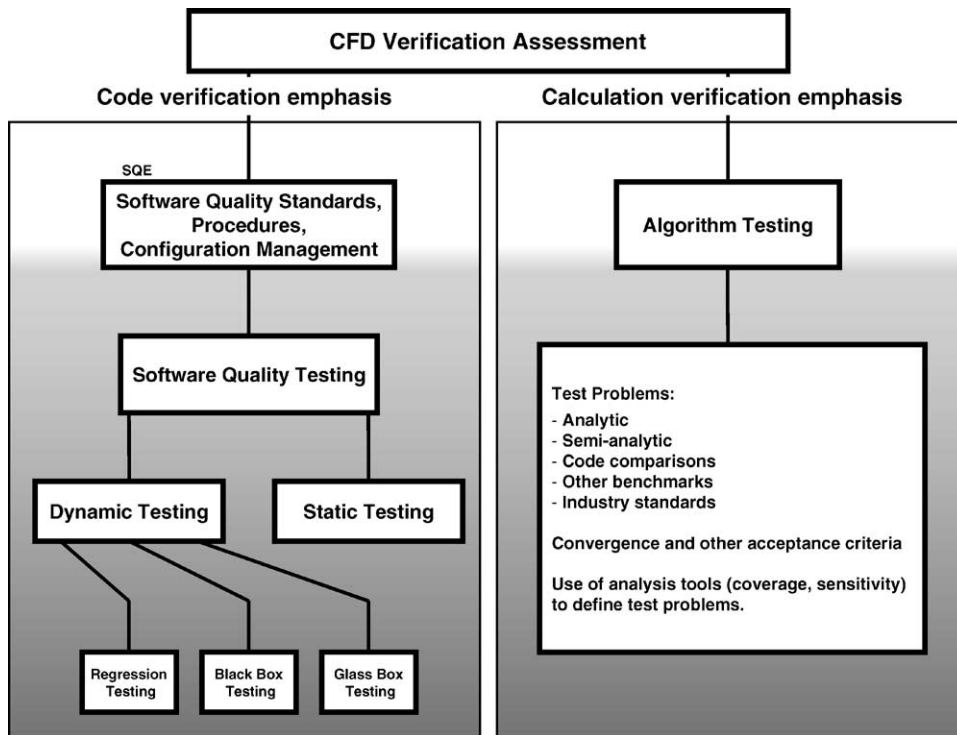 CFD Verification Assessment
Code verification emphasis
Calculation verification emphasis
SQE
Software Quality Standards,
Procedures,
Configuration Management
Algorithm Testing
Software Quality Testing
Test Problems:
- Analytic
- Semi-analytic
- Code comparisons
- Other benchmarks
- Industry standards
Convergence and other acceptance criteria
Use of analysis tools (coverage, sensitivity)
to define test problems.
Dynamic Testing
Static Testing
Regression
Testing
Black Box
Testing
Glass Box
Testing